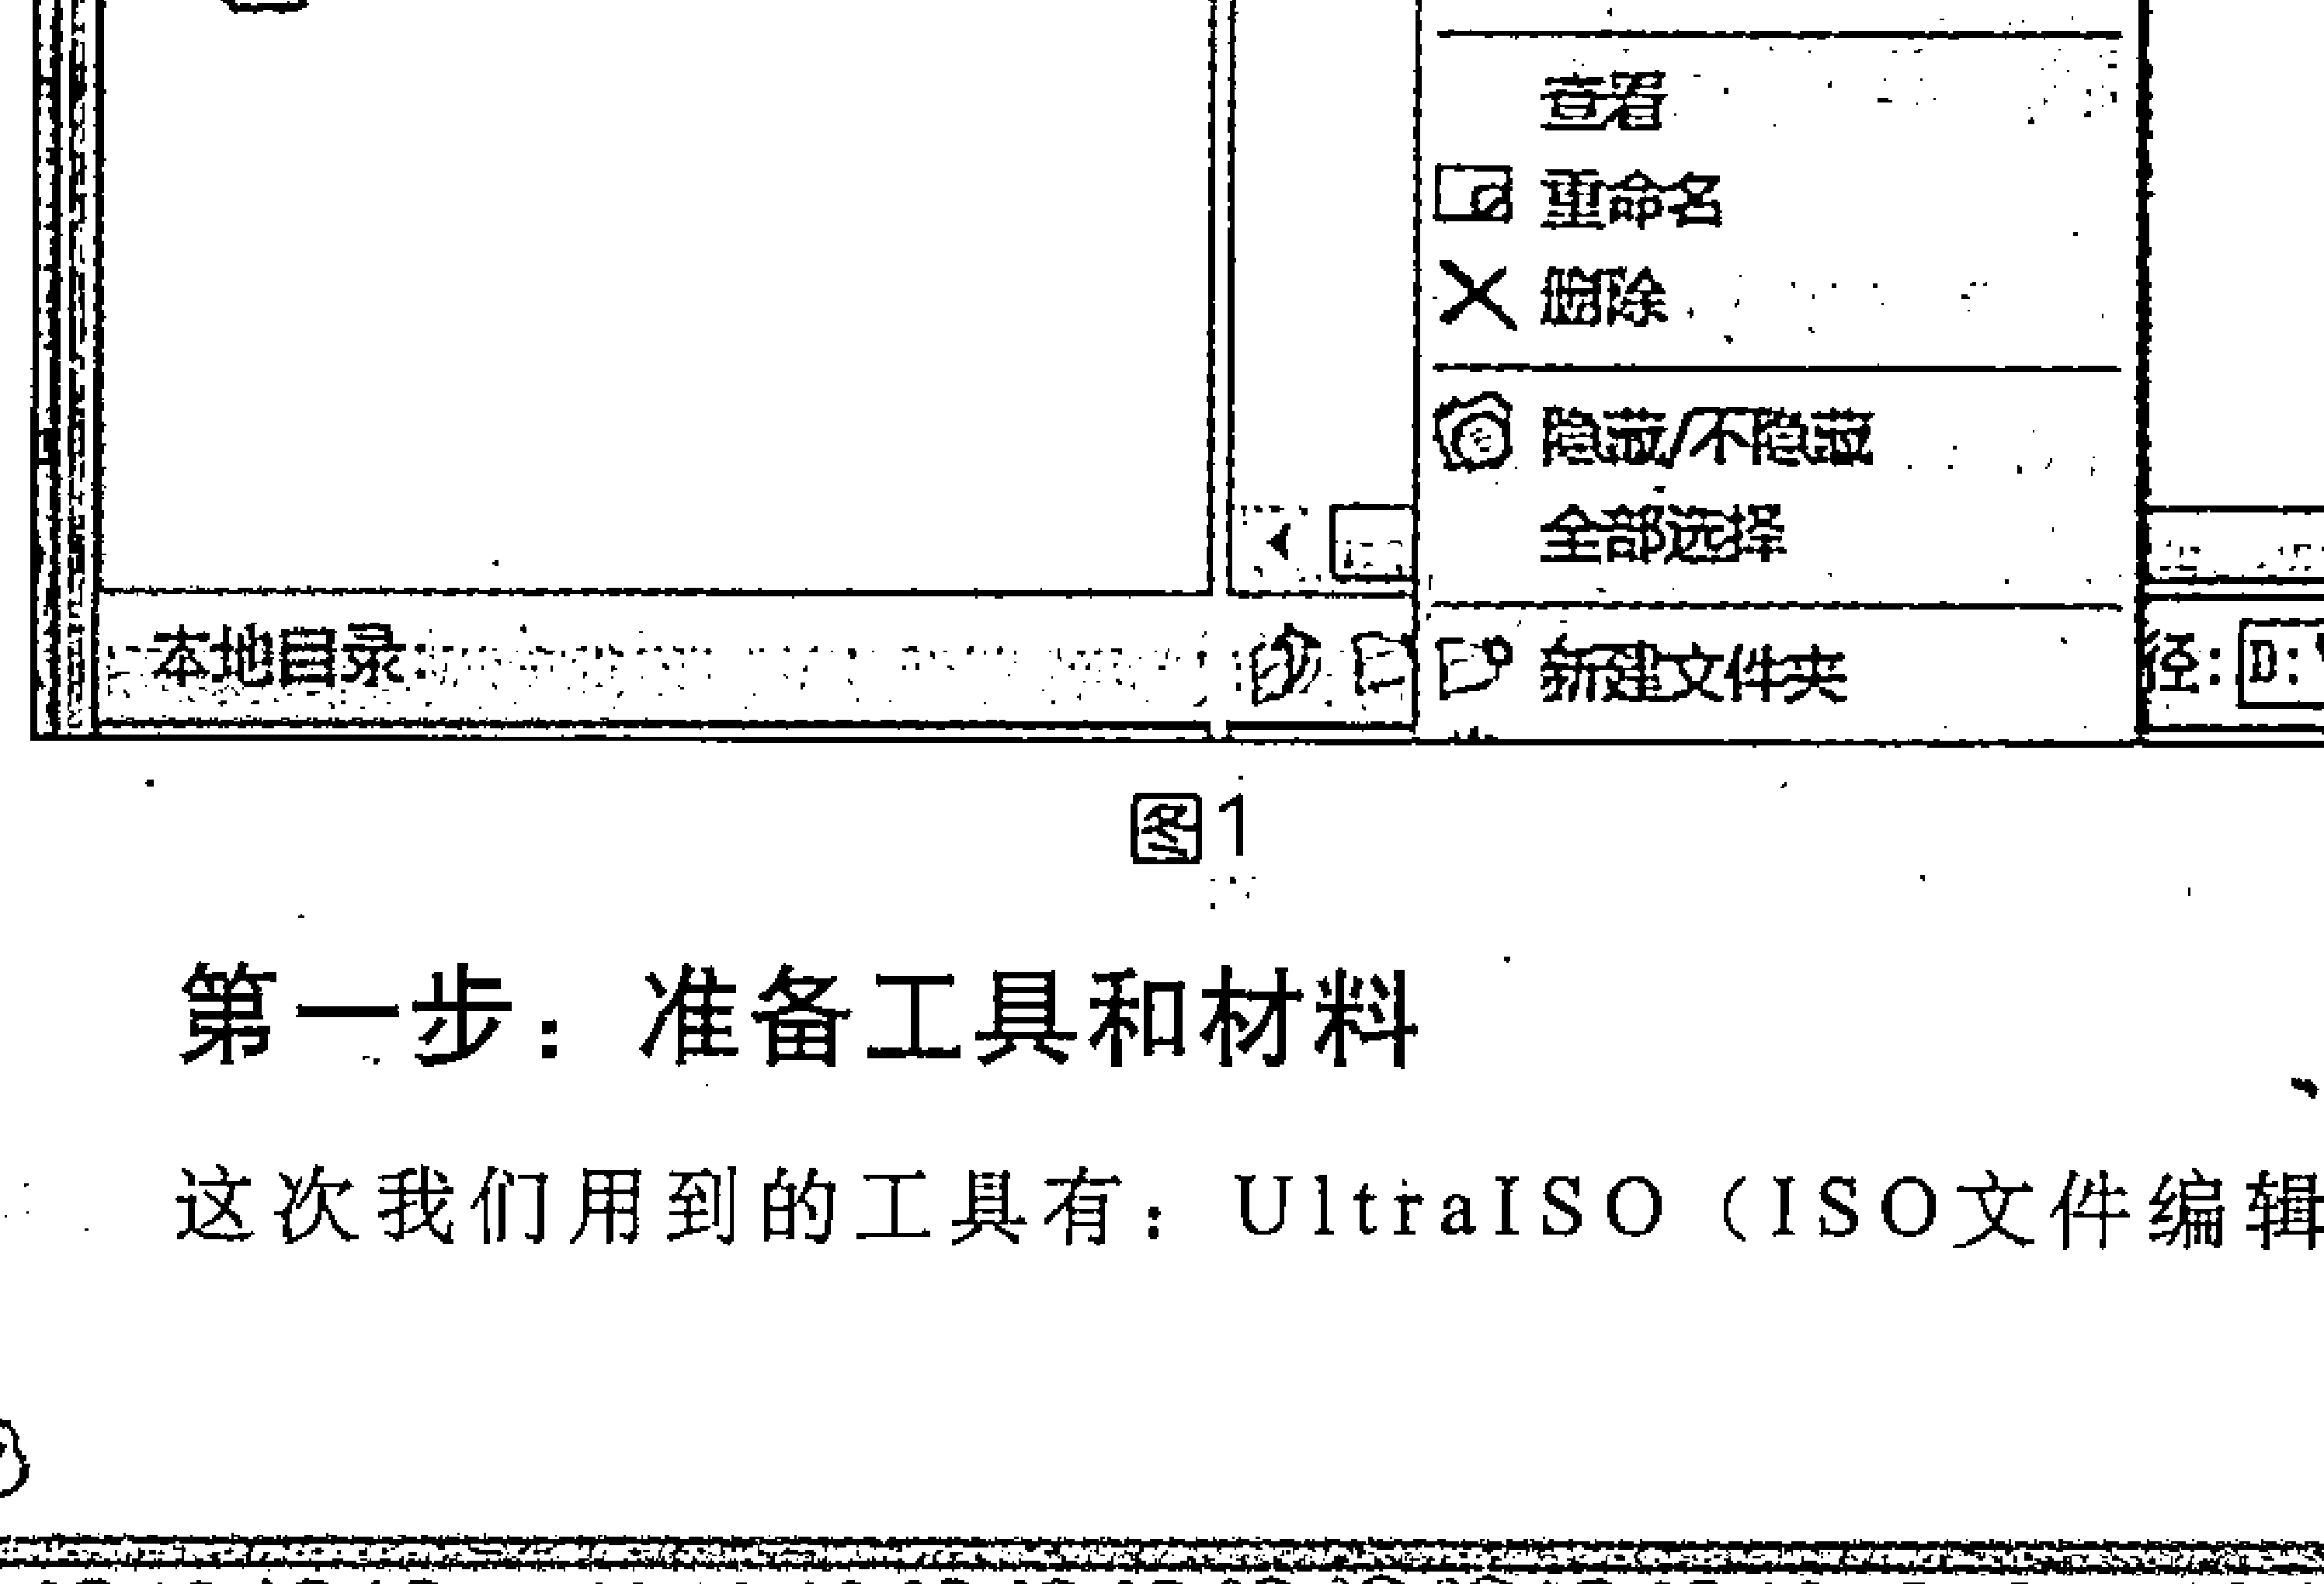 查看
重命名
删除
隐藏/不隐藏
全部选择
本地目录:
新建文件夹
径: D:
图1
第一步：准备工具和材料
这次我们用到的工具有：UltraISO（ISO文件编辑